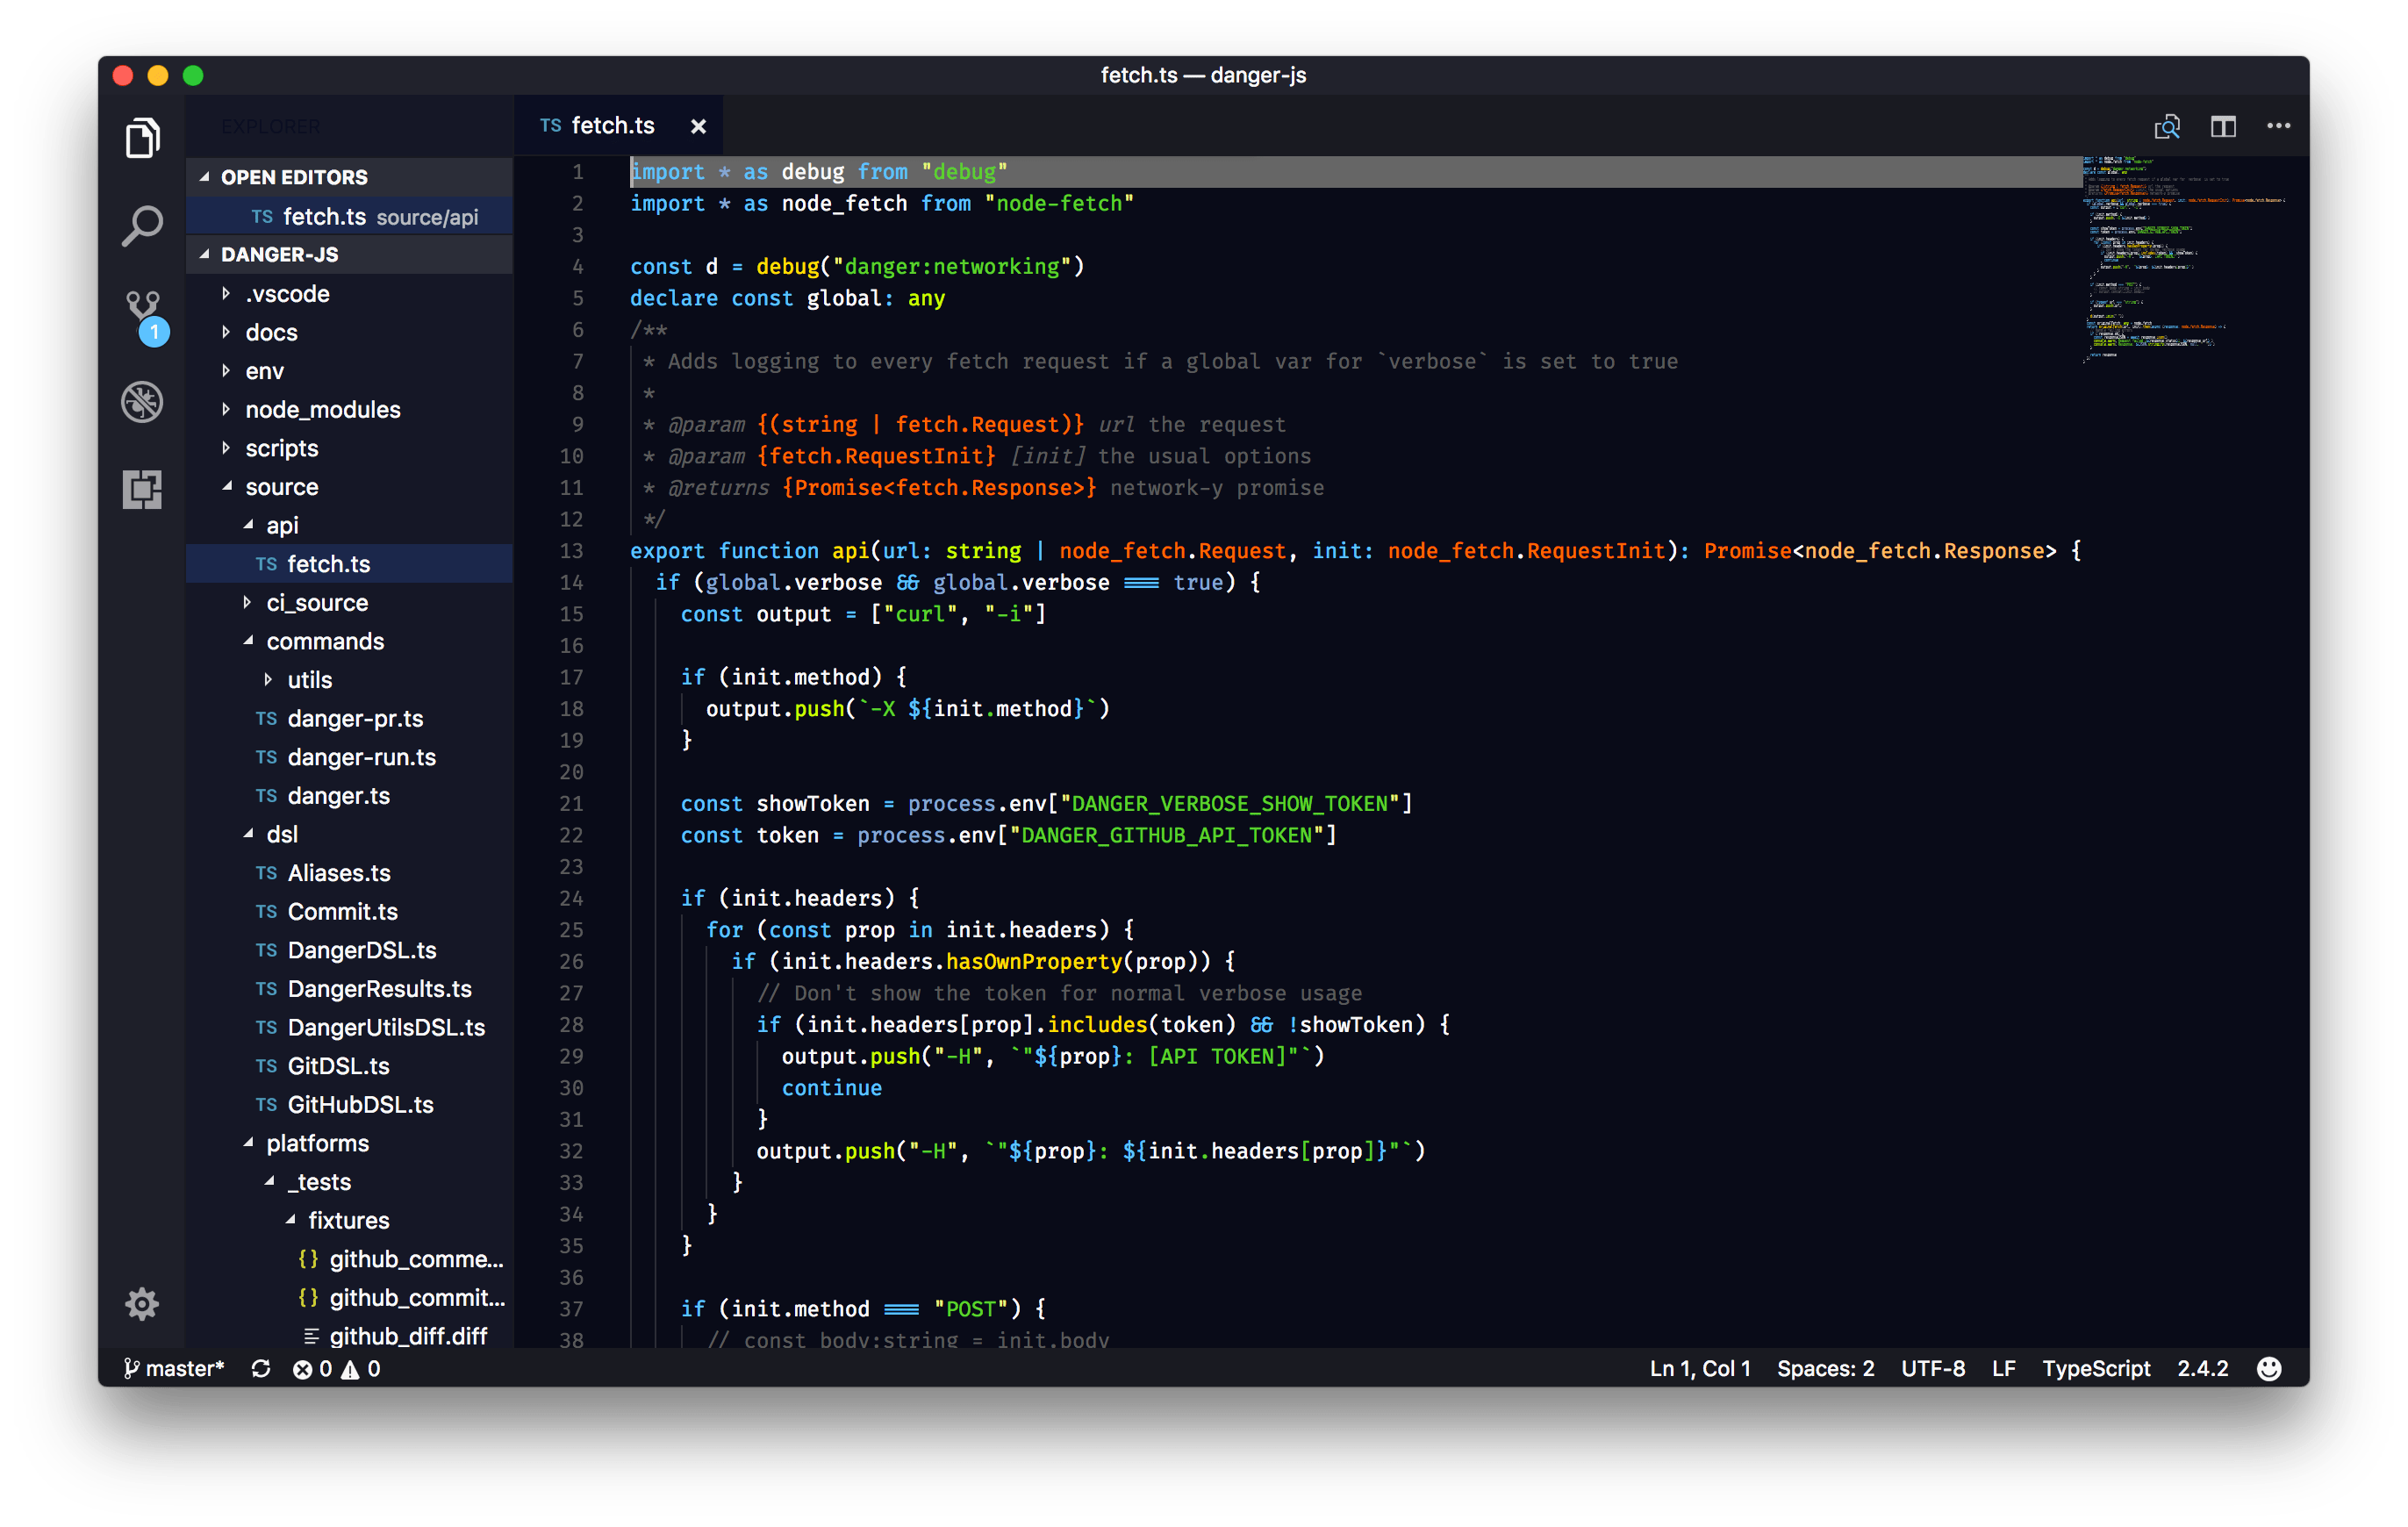 fetch.ts — danger-js
EXPLORER
OPEN EDITORS
TS fetch.ts source/api
DANGER-JS
.vscode
docs
env
node_modules
scripts
source
api
TS fetch.ts
ci_source
commands
utils
TS danger-pr.ts
TS danger-run.ts
TS danger.ts
dsl
TS Aliases.ts
TS Commit.ts
TS DangerDSL.ts
TS DangerResults.ts
TS DangerUtilsDSL.ts
TS GitDSL.ts
TS GitHubDSL.ts
platforms
_tests
fixtures
{} github_comme...
{} github_commit...
github_diff.diff
1
TS fetch.ts
1 import * as debug from "debug"
2 import * as node_fetch from "node-fetch"
3
4 const d = debug("danger:networking")
5 declare const global: any
6 /**
7 * Adds logging to every fetch request if a global var for `verbose` is set to true
8 *
9 * @param {(string | fetch.Request)} url the request
10 * @param {fetch.RequestInit} [init] the usual options
11 * @returns {Promise<fetch.Response>} network-y promise
12 */
13 export function api(url: string | node_fetch.Request, init: node_fetch.RequestInit): Promise<node_fetch.Response> {
14 if (global.verbose && global.verbose === true) {
15 const output = ["curl", "-i"]
16
17 if (init.method) {
18 output.push(`-X ${init.method}`)
19 }
20
21 const showToken = process.env["DANGER_VERBOSE_SHOW_TOKEN"]
22 const token = process.env["DANGER_GITHUB_API_TOKEN"]
23
24 if (init.headers) {
25 for (const prop in init.headers) {
26 if (init.headers.hasOwnProperty(prop)) {
27 // Don't show the token for normal verbose usage
28 if (init.headers[prop].includes(token) && !showToken) {
29 output.push("-H", `"${prop}: [API TOKEN]"`)
30 continue
31 }
32 output.push("-H", `"${prop}: ${init.headers[prop]}"`)
33 }
34 }
35 }
36
37 if (init.method === "POST") {
38 // const body:string = init.body
master* 0 0
Ln 1, Col 1 Spaces: 2 UTF-8 LF TypeScript 2.4.2